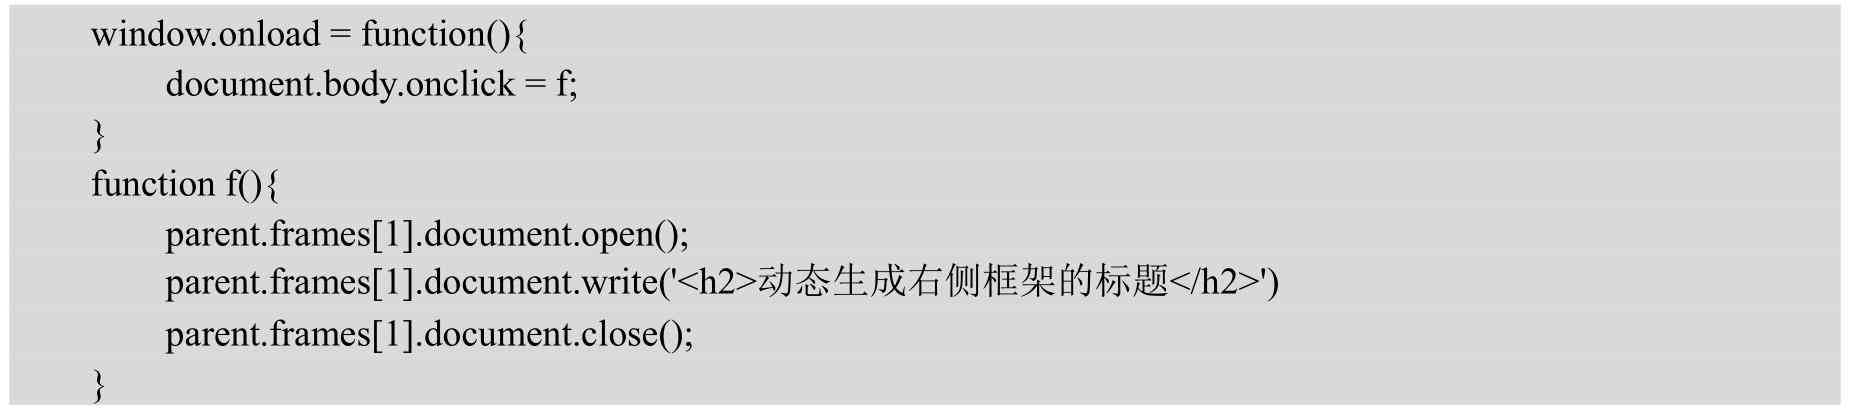 window.onload = function(){
document.body.onclick = f;
}
function f(){
parent.frames[1].document.open();
parent.frames[1].document.write('<h2>动态生成右侧框架的标题</h2>')
parent.frames[1].document.close();
}